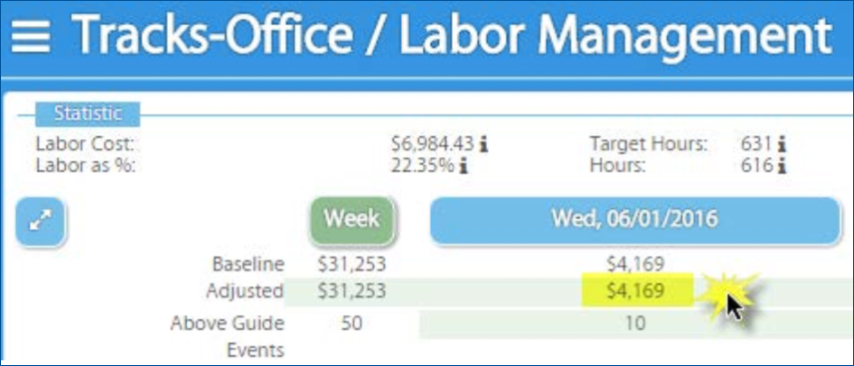 Tracks-Office / Labor Management
Statistic
Labor Cost: $6,984.43 i Target Hours: 631 i
Labor as %: 22.35% i Hours: 616 i
Week Wed, 06/01/2016
Baseline $31,253 $4,169
Adjusted $31,253 $4,169
Above Guide 50 10
Events